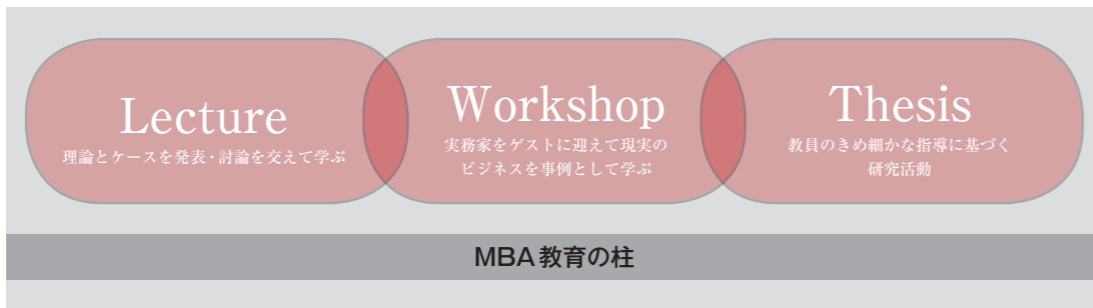 Lecture
理論とケースを発表・討論を交えて学ぶ
Workshop
実務家をゲストに迎えて現実の
ビジネスを事例として学ぶ
Thesis
教員のきめ細かな指導に基づく
研究活動
MBA教育の柱